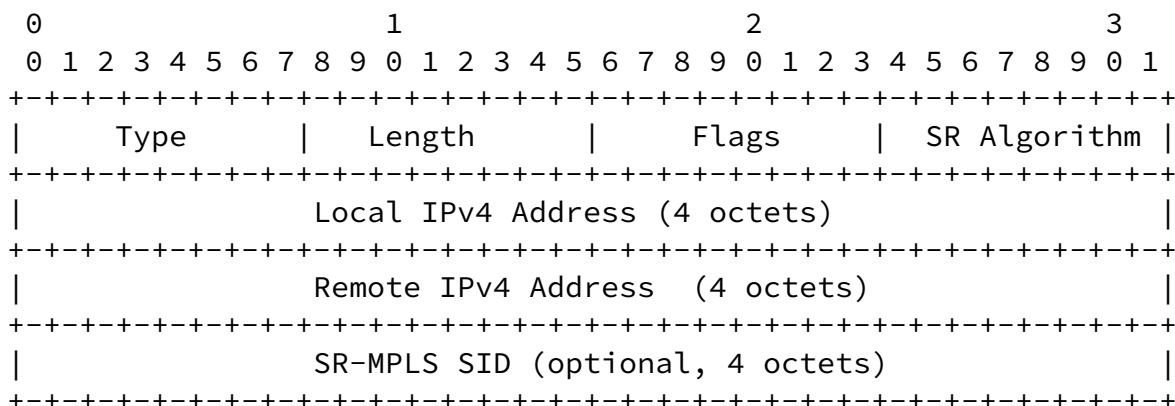 0                   1                   2                   3
 0 1 2 3 4 5 6 7 8 9 0 1 2 3 4 5 6 7 8 9 0 1 2 3 4 5 6 7 8 9 0 1
+-+-+-+-+-+-+-+-+-+-+-+-+-+-+-+-+-+-+-+-+-+-+-+-+-+-+-+-+-+-+-+-+
|     Type      |   Length      |     Flags     |  SR Algorithm |
+-+-+-+-+-+-+-+-+-+-+-+-+-+-+-+-+-+-+-+-+-+-+-+-+-+-+-+-+-+-+-+-+
|                Local IPv4 Address (4 octets)                  |
+-+-+-+-+-+-+-+-+-+-+-+-+-+-+-+-+-+-+-+-+-+-+-+-+-+-+-+-+-+-+-+-+
|                Remote IPv4 Address  (4 octets)                |
+-+-+-+-+-+-+-+-+-+-+-+-+-+-+-+-+-+-+-+-+-+-+-+-+-+-+-+-+-+-+-+-+
|                SR-MPLS SID (optional, 4 octets)               |
+-+-+-+-+-+-+-+-+-+-+-+-+-+-+-+-+-+-+-+-+-+-+-+-+-+-+-+-+-+-+-+-+